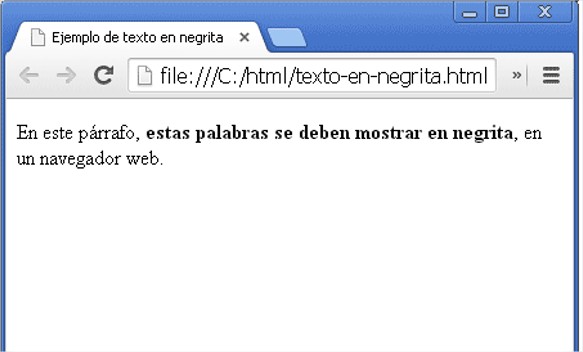 Ejemplo de texto en negrita
file:///C:/html/texto-en-negrita.html
En este párrafo, estas palabras se deben mostrar en negrita, en
un navegador web.